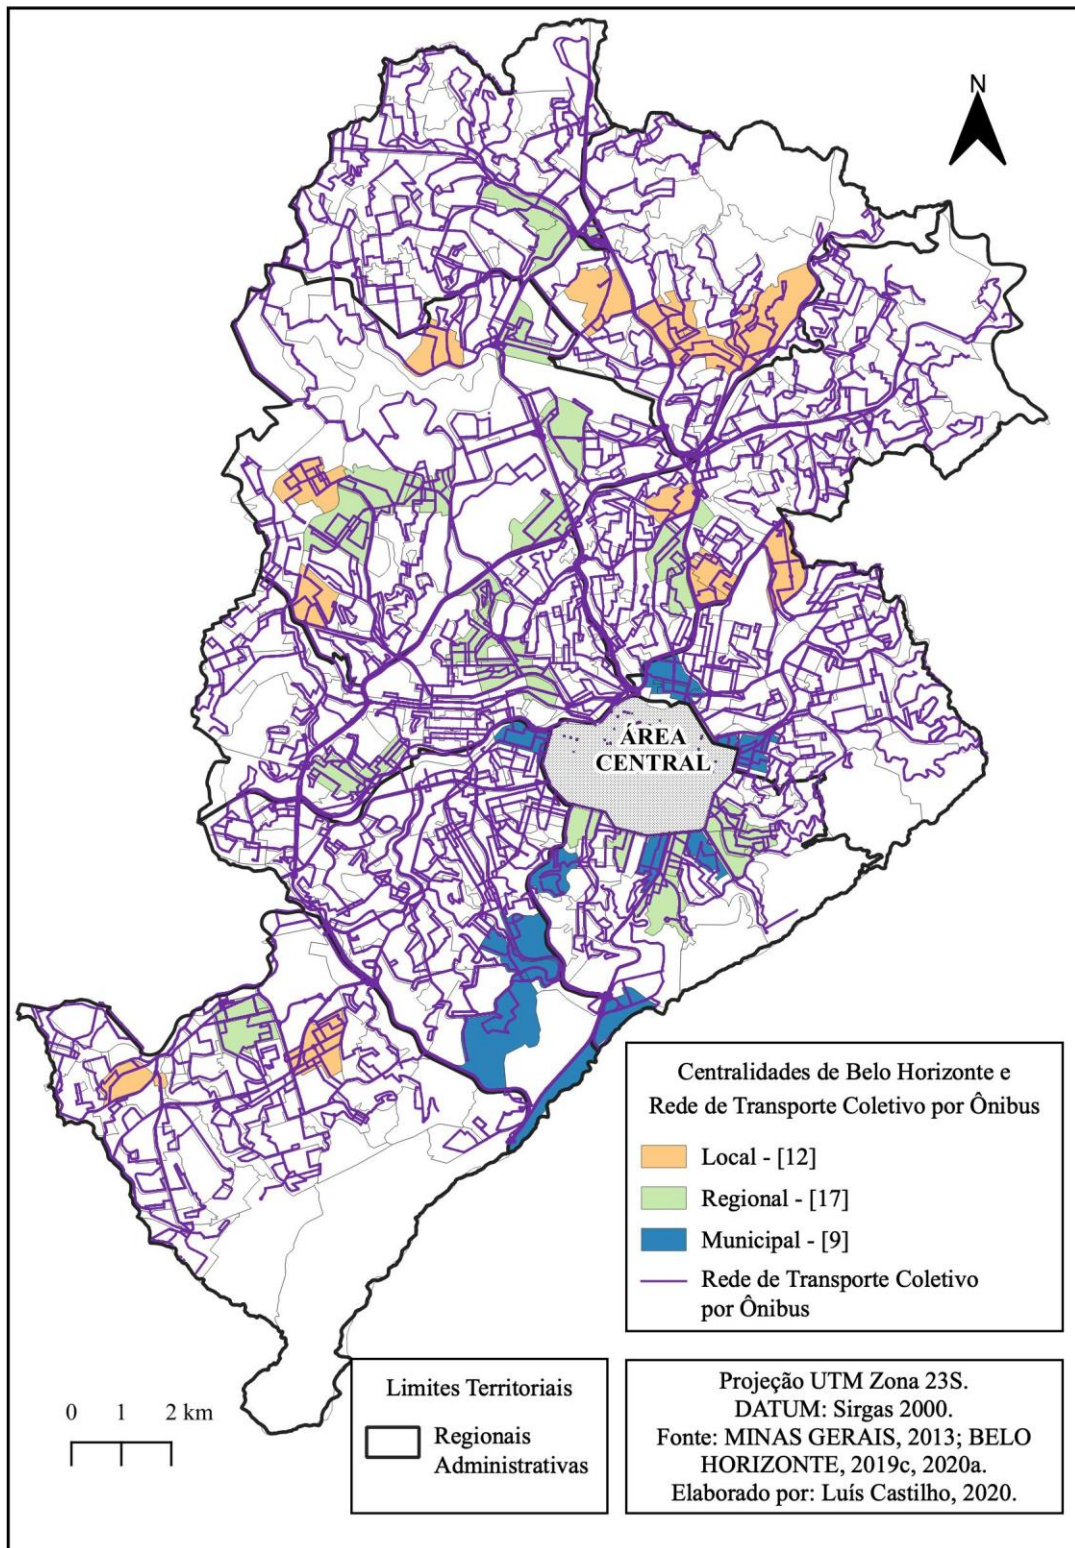 N
ÁREA
CENTRAL
Centralidades de Belo Horizonte e
Rede de Transporte Coletivo por Ônibus
Local - [12]
Regional - [17]
Municipal - [9]
Rede de Transporte Coletivo
por Ônibus
Limites Territoriais
Regionais
Administrativas
0 1 2 km
Projeção UTM Zona 23S.
DATUM: Sirgas 2000.
Fonte: MINAS GERAIS, 2013; BELO
HORIZONTE, 2019c, 2020a.
Elaborado por: Luís Castilho, 2020.